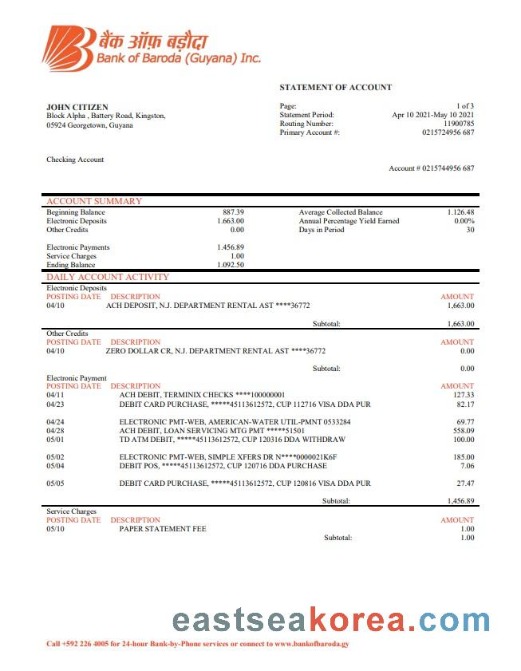 बैंक ऑफ़ बड़ौदा
Bank of Baroda (Guyana) Inc.
STATEMENT OF ACCOUNT
JOHN CITIZEN
Block Alpha , Battery Road, Kingston,
05924 Georgetown, Guyana
Page: 1 of 3
Statement Period: Apr 10 2021-May 10 2021
Routing Number: 11900785
Primary Account #: 0215724956 687
Checking Account
Account # 0215744956 687
ACCOUNT SUMMARY
Beginning Balance 887.39 Average Collected Balance 1,126.48
Electronic Deposits 1,663.00 Annual Percentage Yield Earned 0.00%
Other Credits 0.00 Days in Period 30
Electronic Payments 1,456.89
Service Charges 1.00
Ending Balance 1,092.50
DAILY ACCOUNT ACTIVITY
Electronic Deposits
POSTING DATE DESCRIPTION AMOUNT
04/10 ACH DEPOSIT, N.J. DEPARTMENT RENTAL AST ****36772 1,663.00
Subtotal: 1,663.00
Other Credits
POSTING DATE DESCRIPTION AMOUNT
04/10 ZERO DOLLAR CR, N.J. DEPARTMENT RENTAL AST ****36772 0.00
Subtotal: 0.00
Electronic Payment
POSTING DATE DESCRIPTION AMOUNT
04/11 ACH DEBIT, TERMINIX CHECKS ****100000001 127.33
04/23 DEBIT CARD PURCHASE, *****45113612572, CUP 112716 VISA DDA PUR 82.17
04/24 ELECTRONIC PMT-WEB, AMERICAN-WATER UTIL-PMNT 0533284 69.77
04/28 ACH DEBIT, LOAN SERVICING MTG PMT *****51501 558.09
05/01 TD ATM DEBIT, *****45113612572, CUP 120316 DDA WITHDRAW 100.00
05/02 ELECTRONIC PMT-WEB, SIMPLE XFERS DR N****0000021K6F 185.00
05/04 DEBIT POS, *****45113612572, CUP 120716 DDA PURCHASE 7.06
05/05 DEBIT CARD PURCHASE, *****45113612572, CUP 120816 VISA DDA PUR 27.47
Subtotal: 1,456.89
Service Charges
POSTING DATE DESCRIPTION AMOUNT
05/10 PAPER STATEMENT FEE 1.00
Subtotal: 1.00
eastseakorea.com
Call +592 226 4005 for 24-hour Bank-by-Phone services or connect to www.bankofbaroda.gy